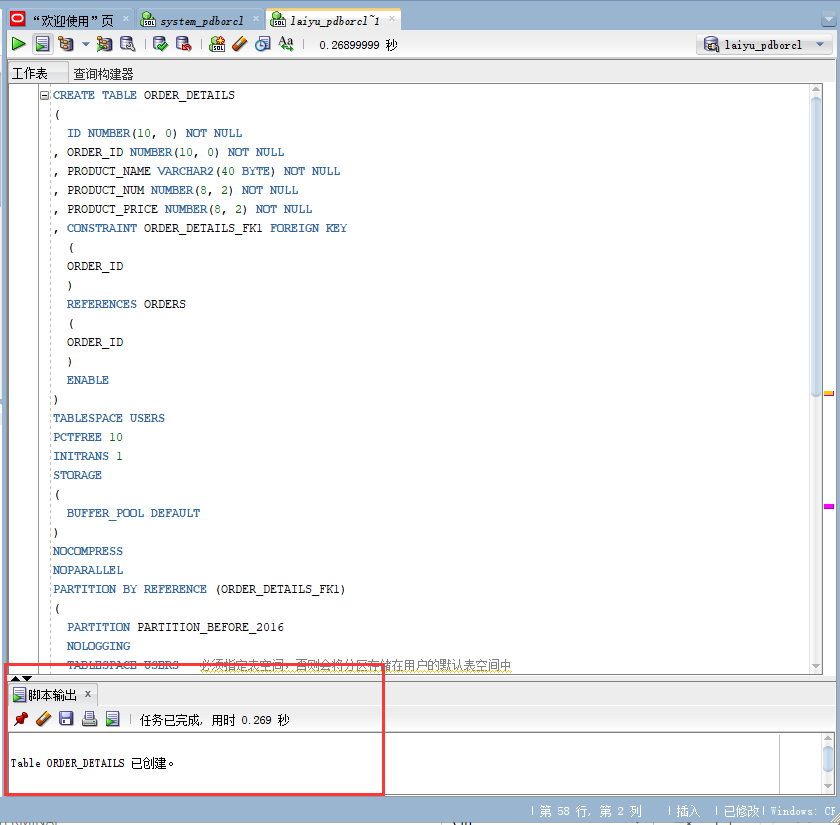 “欢迎使用”页
system_pdborcl
laiyu_pdborcl~1
0.26899999 秒
laiyu_pdborcl
工作表
查询构建器
CREATE TABLE ORDER_DETAILS
(
ID NUMBER(10, 0) NOT NULL
, ORDER_ID NUMBER(10, 0) NOT NULL
, PRODUCT_NAME VARCHAR2(40 BYTE) NOT NULL
, PRODUCT_NUM NUMBER(8, 2) NOT NULL
, PRODUCT_PRICE NUMBER(8, 2) NOT NULL
, CONSTRAINT ORDER_DETAILS_FK1 FOREIGN KEY
(
ORDER_ID
)
REFERENCES ORDERS
(
ORDER_ID
)
ENABLE
)
TABLESPACE USERS
PCTFREE 10
INITRANS 1
STORAGE
(
BUFFER_POOL DEFAULT
)
NOCOMPRESS
NOPARALLEL
PARTITION BY REFERENCE (ORDER_DETAILS_FK1)
(
PARTITION PARTITION_BEFORE_2016
NOLOGGING
TABLESPACE USERS 必须指定表空间，否则会将分区存储在用户的默认表空间中
脚本输出
任务已完成, 用时 0.269 秒
Table ORDER_DETAILS 已创建。
第 58 行, 第 2 列 插入 已修改 Windows: CR